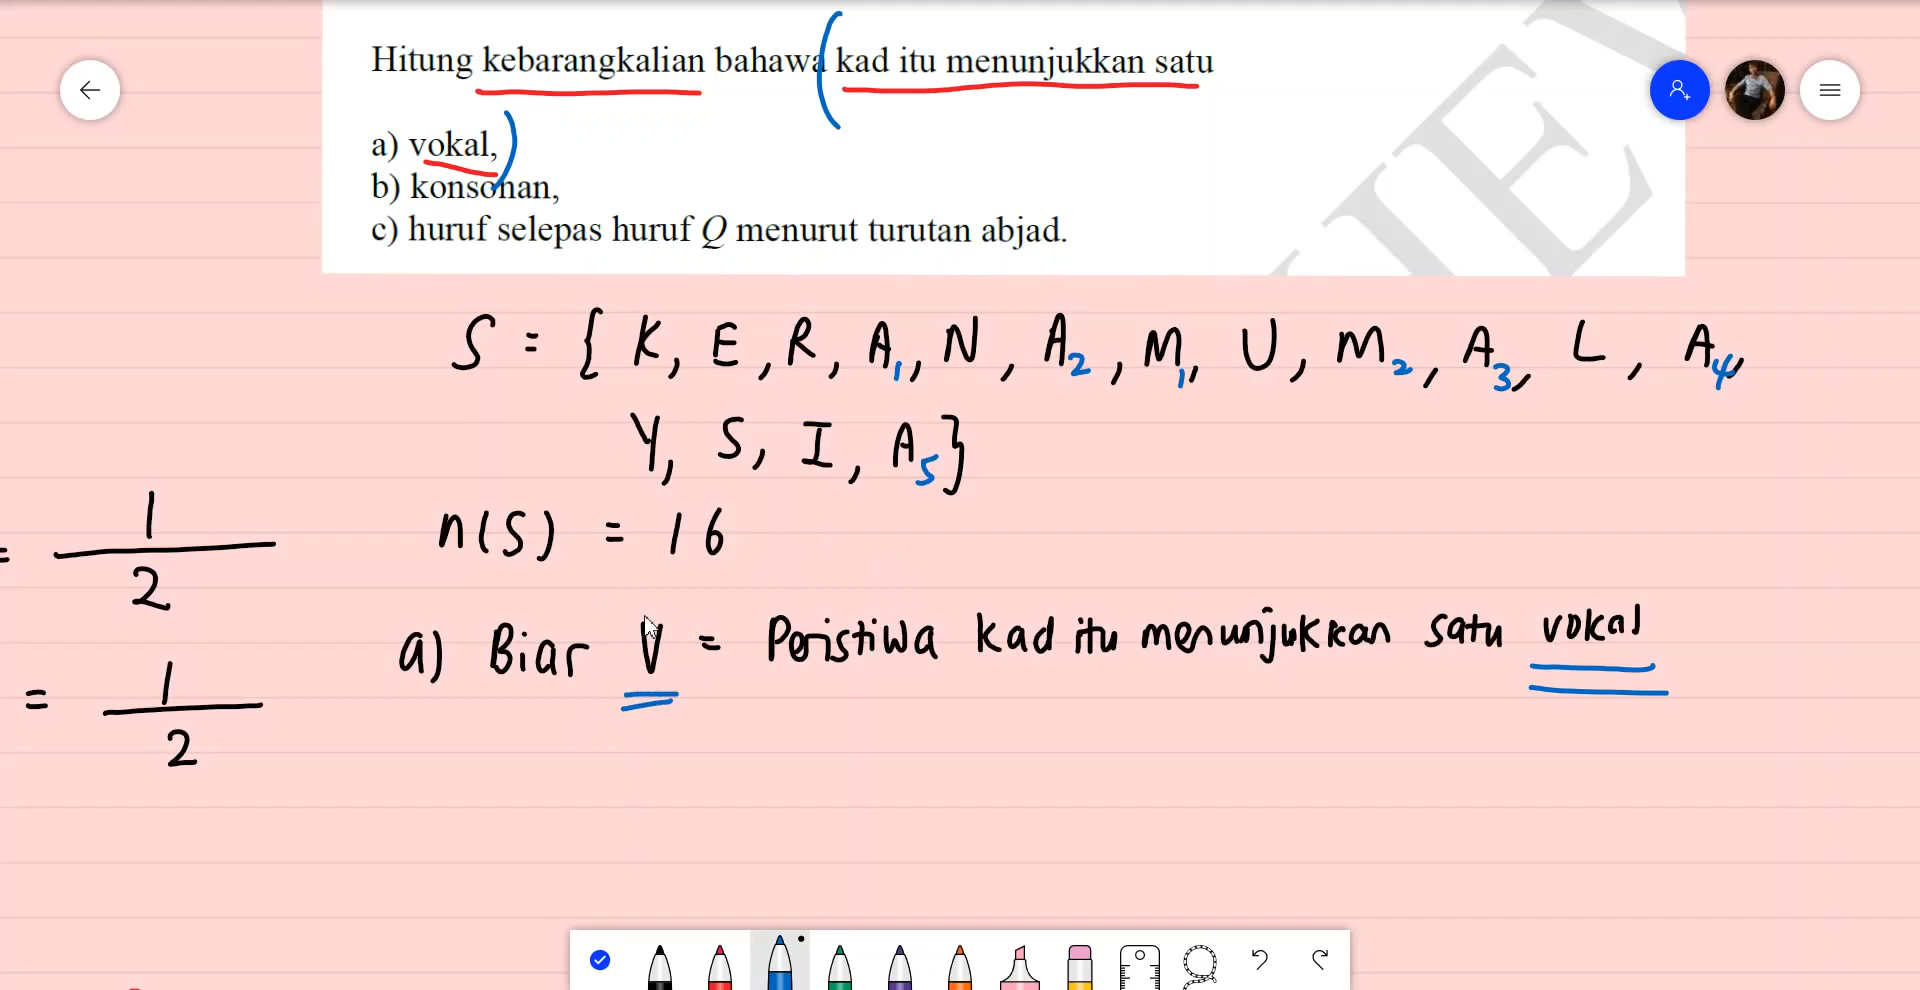 Hitung kebarangkalian bahawa kad itu menunjukkan satu
a) vokal,
b) konsonan,
c) huruf selepas huruf Q menurut turutan abjad.
S = { K, E, R, A1, N, A2, M1, U, M2, A3, L, A4,
Y, S, I, A5}
n(S) = 16
= 1/2
a) Biar V = Peristiwa kad itu menunjukkan satu vokal
= 1/2